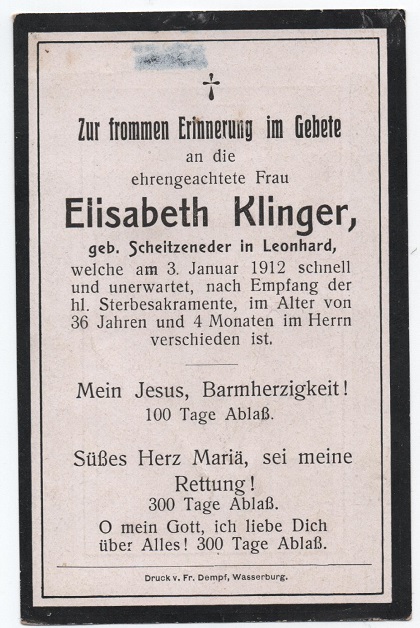 Zur frommen Erinnerung im Gebete
an die
ehrengeachtete Frau
Elisabeth Klinger,
geb. Scheitzeneder in Leonhard,
welche am 3. Januar 1912 schnell
und unerwartet, nach Empfang der
hl. Sterbesakramente, im Alter von
36 Jahren und 4 Monaten im Herrn
verschieden ist.
Mein Jesus, Barmherzigkeit!
100 Tage Ablaß.
Süßes Herz Mariä, sei meine
Rettung!
300 Tage Ablaß.
O mein Gott, ich liebe Dich
über Alles! 300 Tage Ablaß.
Druck v. Fr. Dempf, Wasserburg.